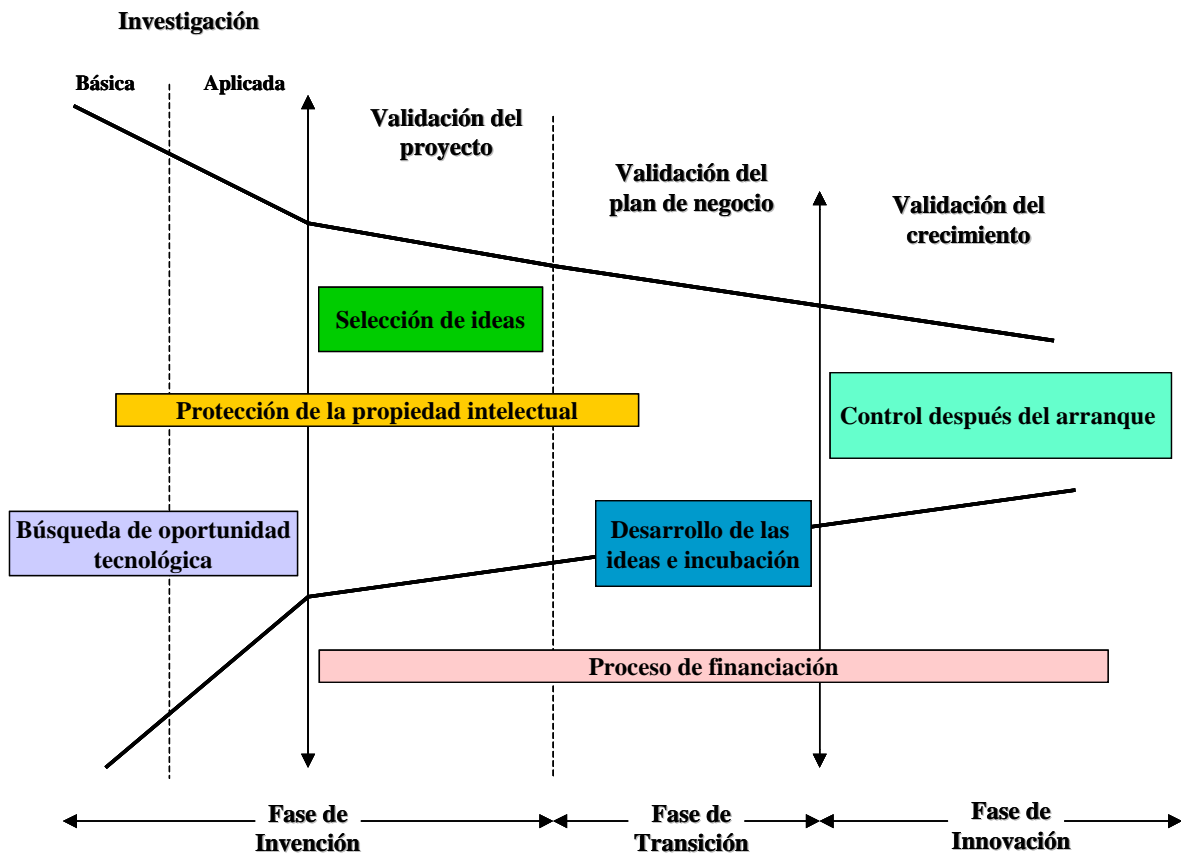 Investigación
Básica
Aplicada
Validación del
proyecto
Validación del
plan de negocio
Validación del
crecimiento
Selección de ideas
Protección de la propiedad intelectual
Control después del arranque
Búsqueda de oportunidad
tecnológica
Desarrollo de las
ideas e incubación
Proceso de financiación
Fase de
Invención
Fase de
Transición
Fase de
Innovación